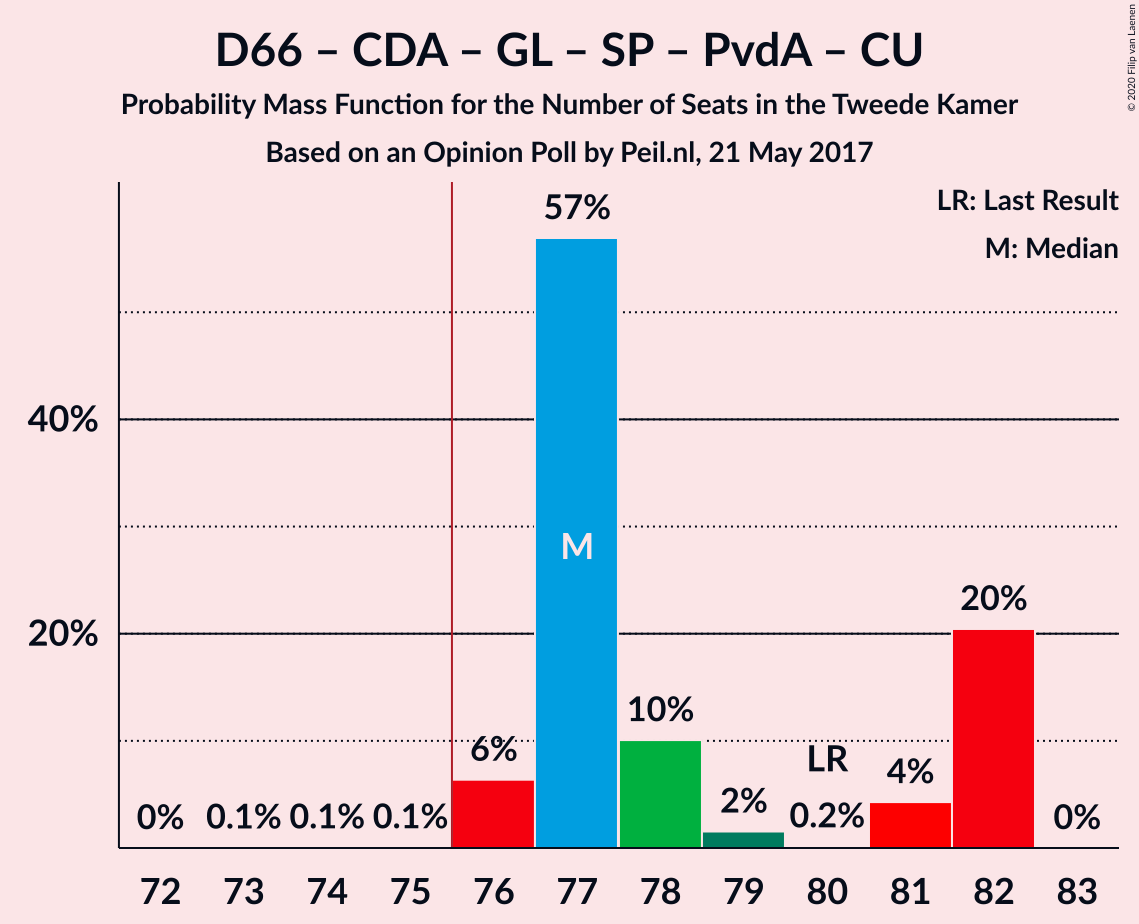 D66 – CDA – GL – SP – PvdA – CU
Probability Mass Function for the Number of Seats in the Tweede Kamer
Based on an Opinion Poll by Peil.nl, 21 May 2017
© 2020 Filip van Laenen
LR: Last Result
M: Median
57%
40%
M
20%
20%
10%
6%
LR
4%
2%
0%
0.1%
0.1%
0.1%
0.2%
0%
72 73 74 75 76 77 78 79 80 81 82 83